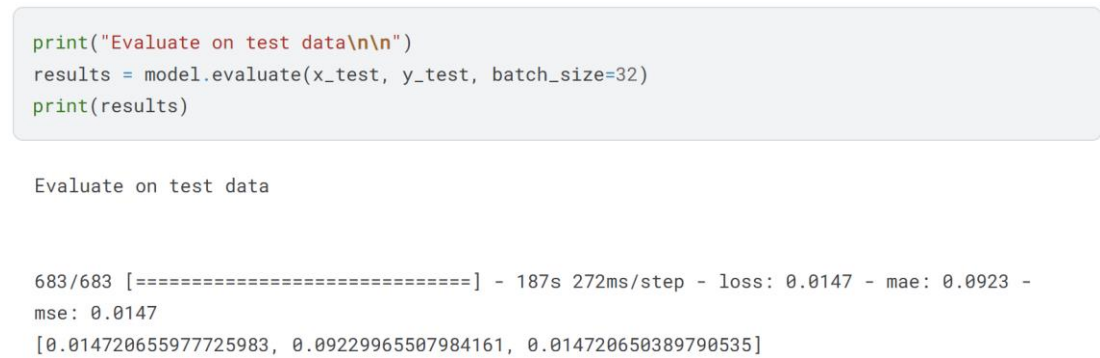 print("Evaluate on test data\n\n")
results = model.evaluate(x_test, y_test, batch_size=32)
print(results)
Evaluate on test data
683/683 [==============================] - 187s 272ms/step - loss: 0.0147 - mae: 0.0923 -
mse: 0.0147
[0.014720655977725983, 0.09229965507984161, 0.014720650389790535]